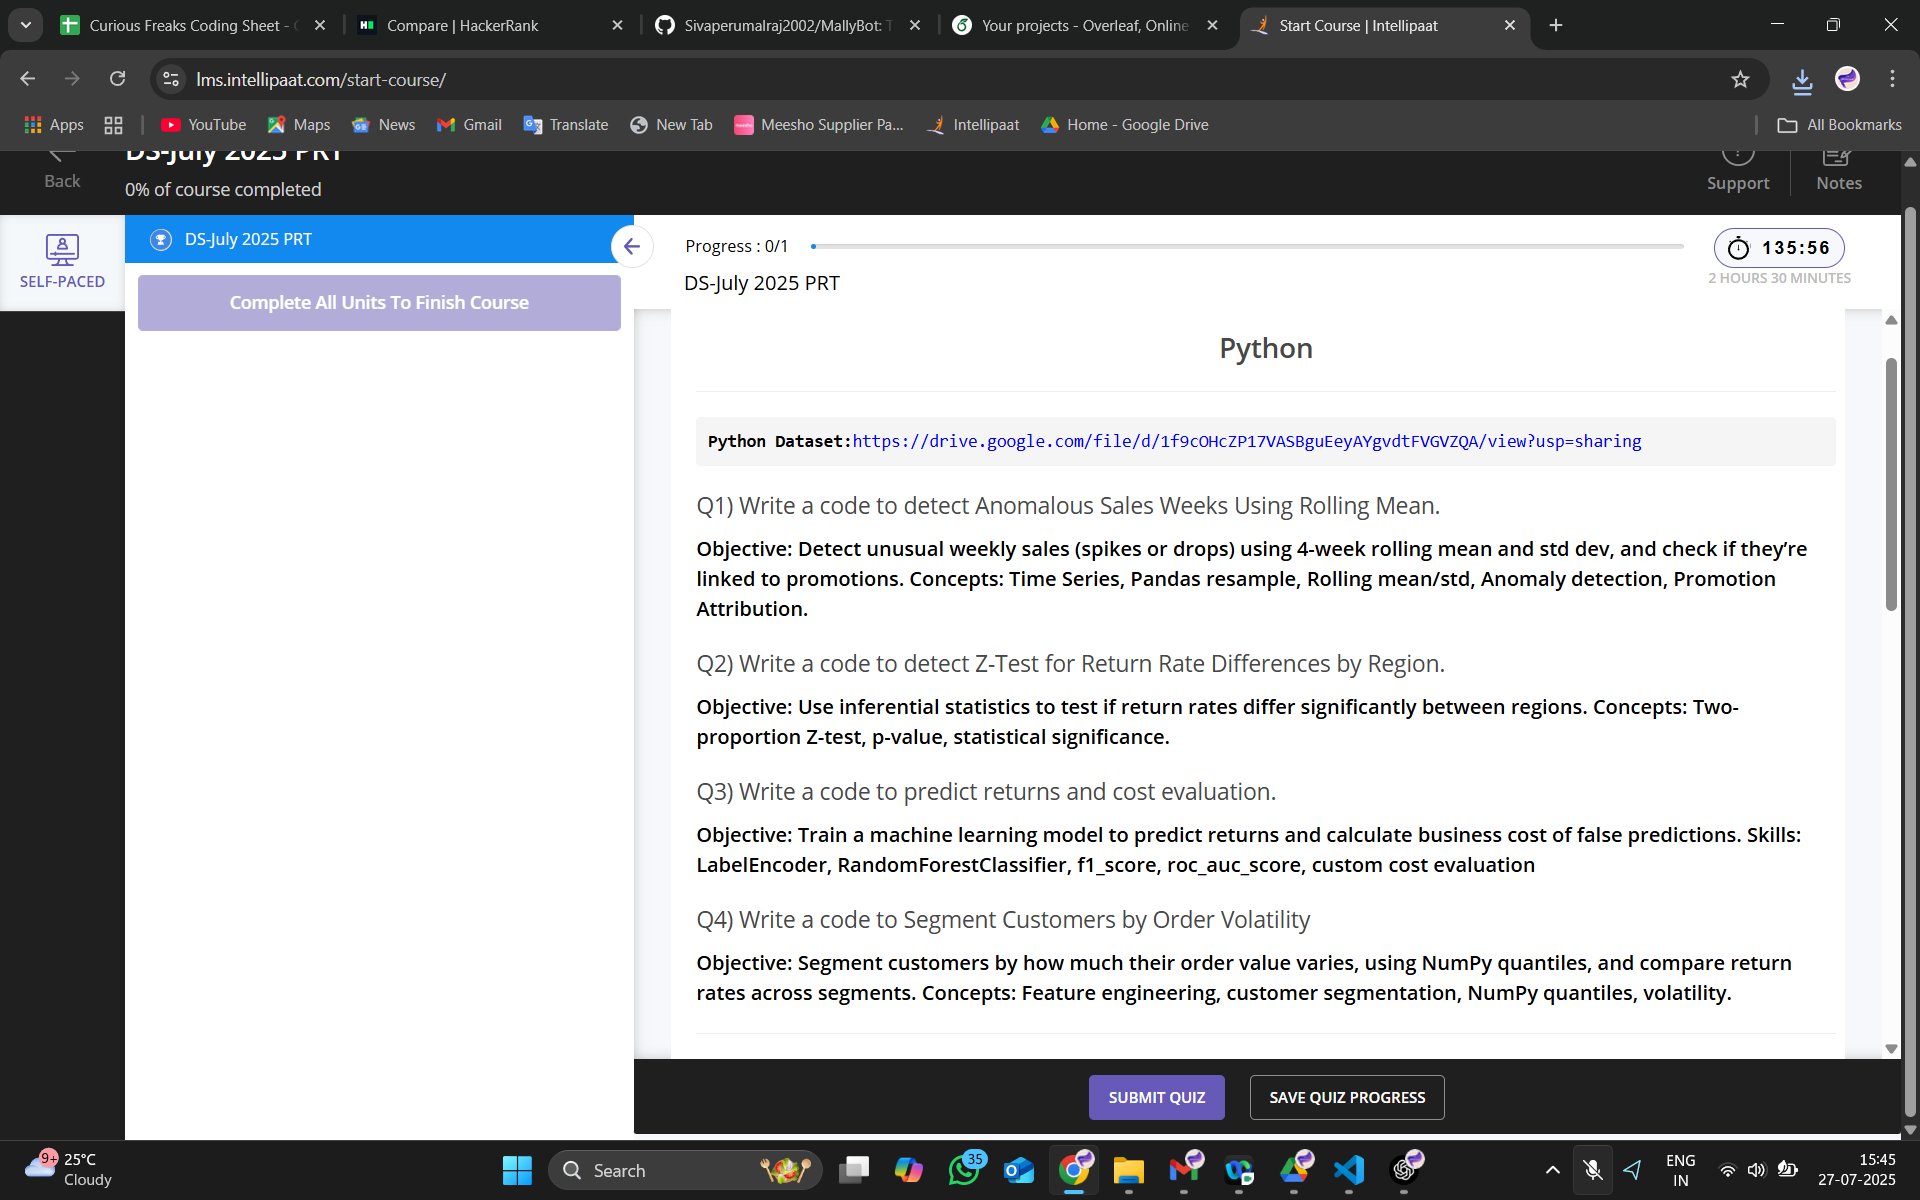 Curious Freaks Coding Sheet -
Compare | HackerRank
Sivaperumalraj2002/MallyBot: T
Your projects - Overleaf, Online
Start Course | Intellipaat
lms.intellipaat.com/start-course/
Apps
YouTube
Maps
News
Gmail
Translate
New Tab
Meesho Supplier Pa...
Intellipaat
Home - Google Drive
All Bookmarks
Back
DS-July 2025 PRT
0% of course completed
Support
Notes
SELF-PACED
DS-July 2025 PRT
Complete All Units To Finish Course
Progress : 0/1
DS-July 2025 PRT
135:56
2 HOURS 30 MINUTES
Python
Python Dataset:https://drive.google.com/file/d/1f9cOHcZP17VASBguEeyAYgvdtFVGVZQA/view?usp=sharing
Q1) Write a code to detect Anomalous Sales Weeks Using Rolling Mean.
Objective: Detect unusual weekly sales (spikes or drops) using 4-week rolling mean and std dev, and check if they’re
linked to promotions. Concepts: Time Series, Pandas resample, Rolling mean/std, Anomaly detection, Promotion
Attribution.
Q2) Write a code to detect Z-Test for Return Rate Differences by Region.
Objective: Use inferential statistics to test if return rates differ significantly between regions. Concepts: Two-
proportion Z-test, p-value, statistical significance.
Q3) Write a code to predict returns and cost evaluation.
Objective: Train a machine learning model to predict returns and calculate business cost of false predictions. Skills:
LabelEncoder, RandomForestClassifier, f1_score, roc_auc_score, custom cost evaluation
Q4) Write a code to Segment Customers by Order Volatility
Objective: Segment customers by how much their order value varies, using NumPy quantiles, and compare return
rates across segments. Concepts: Feature engineering, customer segmentation, NumPy quantiles, volatility.
SUBMIT QUIZ
SAVE QUIZ PROGRESS
9+
25°C
Cloudy
Search
35
ENG
IN
15:45
27-07-2025